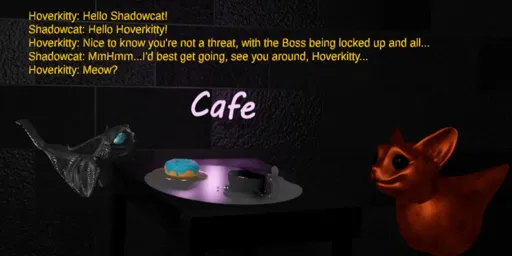 Hoverkitty: Hello Shadowcat!
Shadowcat: Hello Hoverkitty!
Hoverkitty: Nice to know you're not a threat, with the Boss being locked up and all...
Shadowcat: MmHmm...I'd best get going, see you around, Hoverkitty...
Hoverkitty: Meow?
Cafe